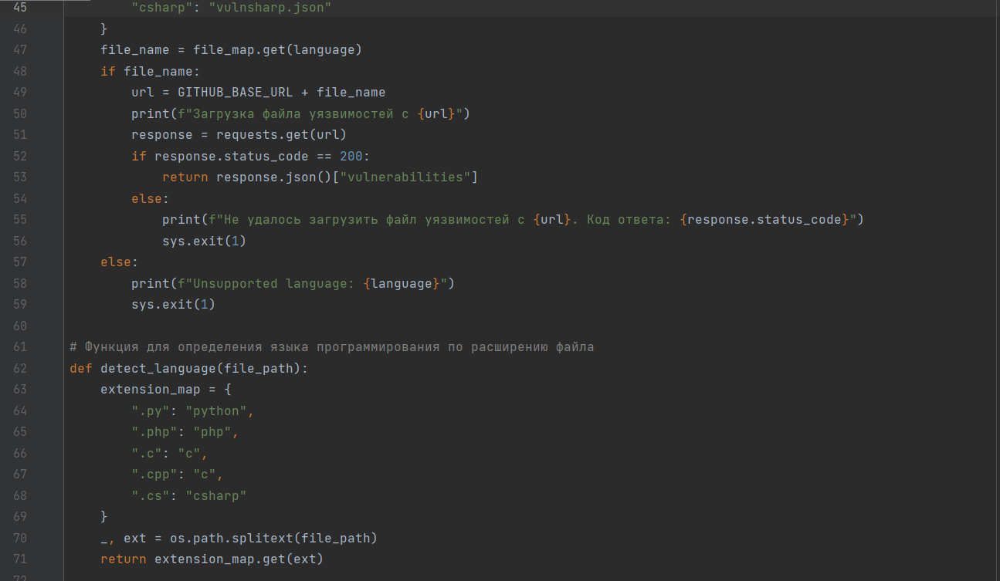 45 "csharp": "vulnsharp.json"
46 }
47 file_name = file_map.get(language)
48 if file_name:
49 url = GITHUB_BASE_URL + file_name
50 print(f"Загрузка файла уязвимостей с {url}")
51 response = requests.get(url)
52 if response.status_code == 200:
53 return response.json()["vulnerabilities"]
54 else:
55 print(f"Не удалось загрузить файл уязвимостей с {url}. Код ответа: {response.status_code}")
56 sys.exit(1)
57 else:
58 print(f"Unsupported language: {language}")
59 sys.exit(1)
60
61 # Функция для определения языка программирования по расширению файла
62 def detect_language(file_path):
63 extension_map = {
64 ".py": "python",
65 ".php": "php",
66 ".c": "c",
67 ".cpp": "c",
68 ".cs": "csharp"
69 }
70 _, ext = os.path.splitext(file_path)
71 return extension_map.get(ext)
72